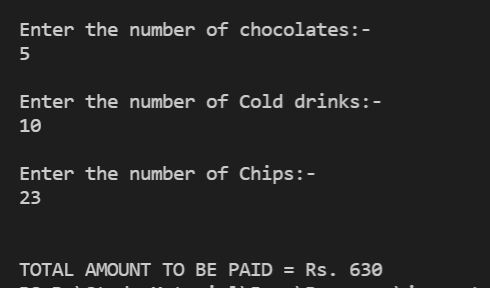 Enter the number of chocolates:-
5
Enter the number of Cold drinks:-
10
Enter the number of Chips:-
23
TOTAL AMOUNT TO BE PAID = Rs. 630